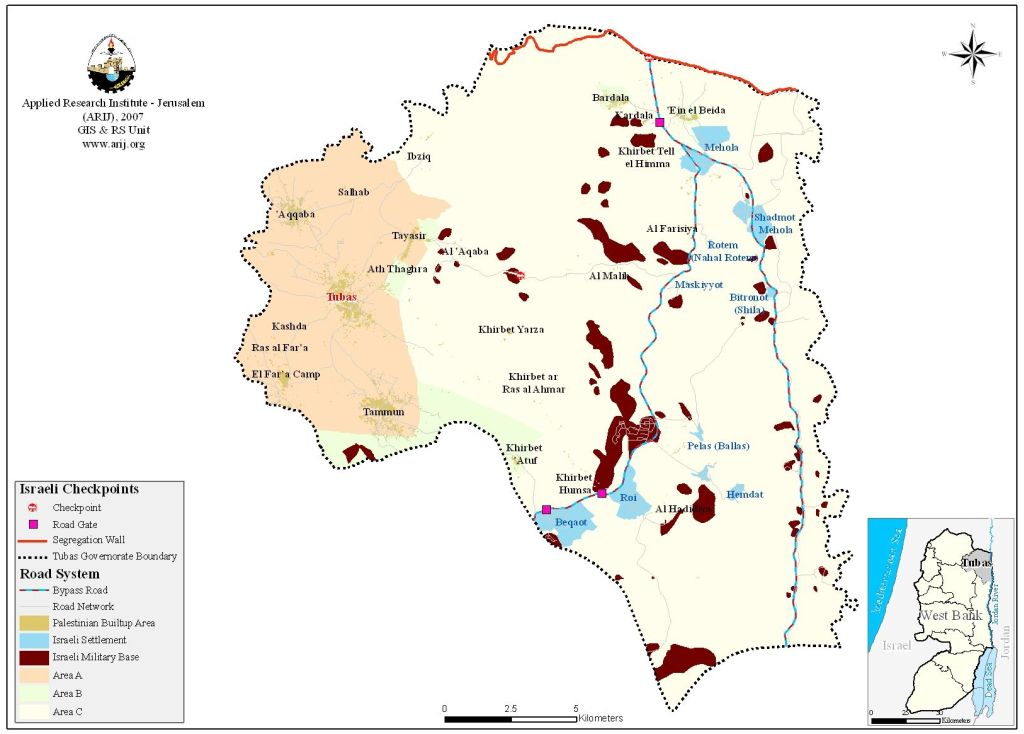 Applied Research Institute - Jerusalem
(ARIJ), 2007
GIS & RS Unit
www.arij.org
N
W
E
S
Bardala
'Ein el Beida
Kardala
Mehola
Khirbet Tell
el Himma
Ibziq
Salhab
'Aqqaba
Shadmot
Mehola
Al Farisiya
Tayasir
Al 'Aqaba
Rotem
(Nahal Rotem)
Ath Thaghra
Al Malih
Maskiyyot
Tubas
Bitronot
(Shila)
Kashda
Khirbet Yarza
Ras al Far'a
El Far'a Camp
Khirbet ar
Ras al Ahmar
Tammun
Khirbet
'Atuf
Pelas (Ballas)
Khirbet
Humsa
Roi
Hemdat
Al Hadidiya
Beqaot
Israeli Checkpoints
Checkpoint
Road Gate
Segregation Wall
Tubas Governorate Boundary
Road System
Bypass Road
Road Network
Palestinian Builtup Area
Israeli Settlement
Israeli Military Base
Area A
Area B
Area C
0 2.5 5
Kilometers
Mediterranean Sea
Tubas
Jordan River
West Bank
Israel
Jordan
Dead Sea
0 25 50
Kilometers